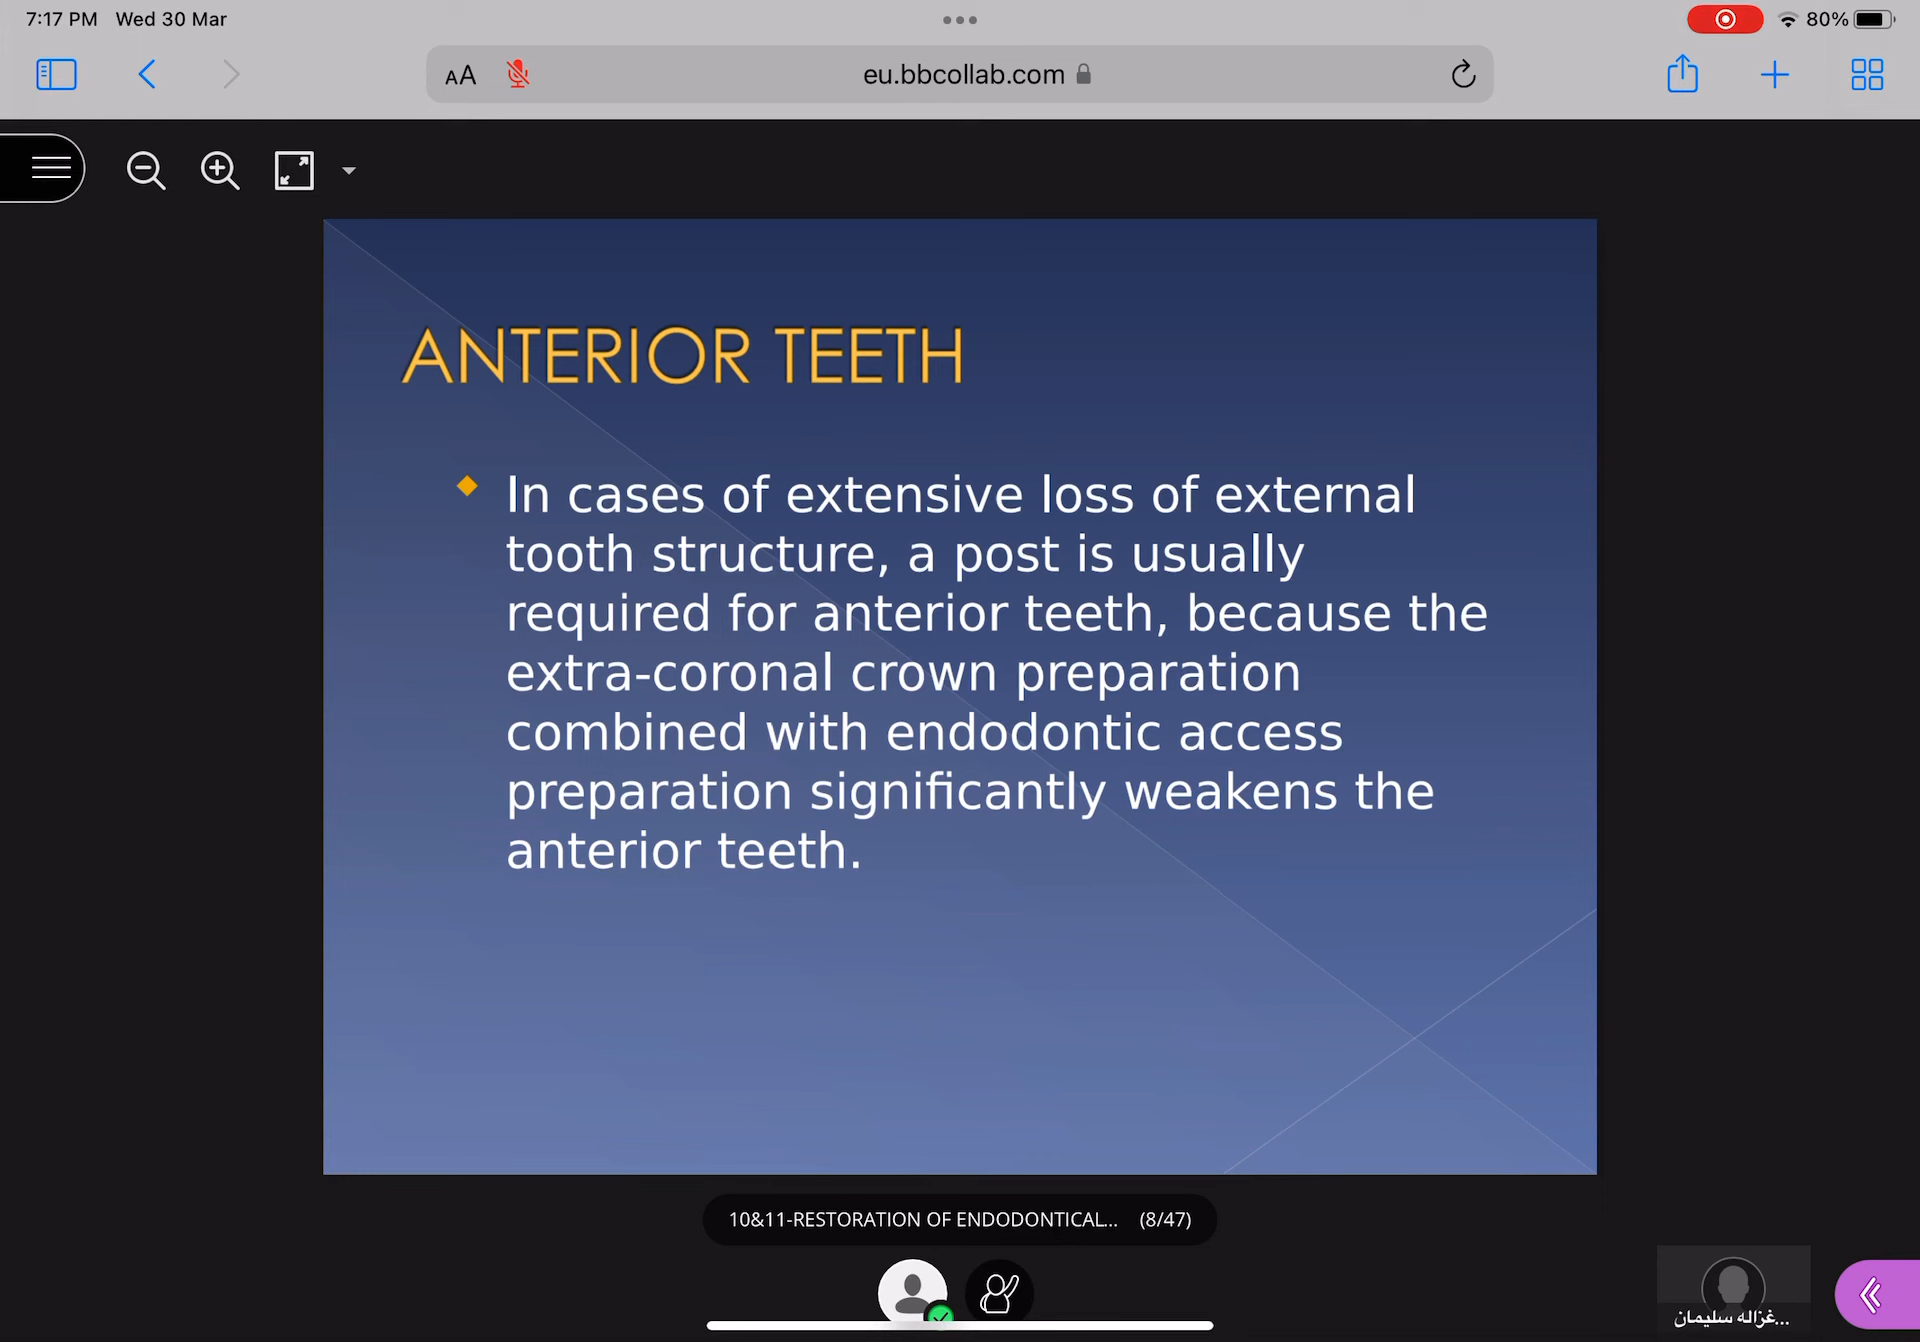 7:17 PM Wed 30 Mar
80%
AA eu.bbcollab.com
ANTERIOR TEETH
In cases of extensive loss of external
tooth structure, a post is usually
required for anterior teeth, because the
extra-coronal crown preparation
combined with endodontic access
preparation significantly weakens the
anterior teeth.
10&11-RESTORATION OF ENDODONTICAL... (8/47)
غزاله سليمان...